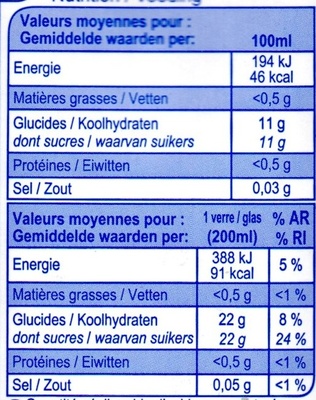 Valeurs moyennes pour :
Gemiddelde waarden per: 100ml
Energie 194 kJ
46 kcal
Matières grasses / Vetten <0,5 g
Glucides / Koolhydraten 11 g
dont sucres / waarvan suikers 11 g
Protéines / Eiwitten <0,5 g
Sel / Zout 0,03 g
Valeurs moyennes pour : 1 verre / glas % AR
Gemiddelde waarden per: (200ml) % RI
Energie 388 kJ 5 %
91 kcal
Matières grasses / Vetten <0,5 g <1 %
Glucides / Koolhydraten 22 g 8 %
dont sucres / waarvan suikers 22 g 24 %
Protéines / Eiwitten <0,5 g <1 %
Sel / Zout 0,05 g <1 %